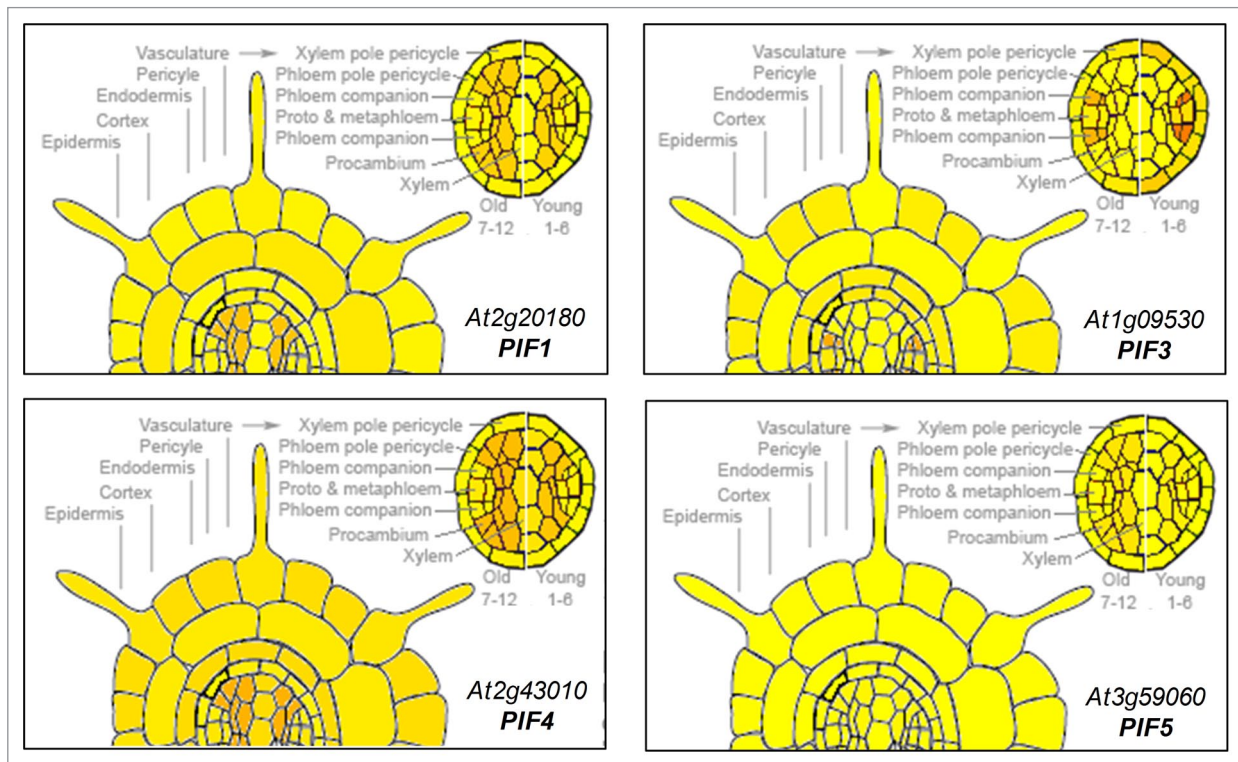 Vasculature Xylem pole pericycle
Pericyle Phloem pole pericycle
Endodermis Phloem companion
Cortex Proto & metaphloem
Epidermis Phloem companion
Procambium
Xylem
Old Young
7-12 . 1-6
At2g20180
PIF1
Vasculature Xylem pole pericycle
Pericyle Phloem pole pericycle
Endodermis Phloem companion
Cortex Proto & metaphloem
Epidermis Phloem companion
Procambium
Xylem
Old Young
7-12 . 1-6
At1g09530
PIF3
Vasculature Xylem pole pericycle
Pericyle Phloem pole pericycle
Endodermis Phloem companion
Cortex Proto & metaphloem
Epidermis Phloem companion
Procambium
Xylem
Old Young
7-12 . 1-6
At2g43010
PIF4
Vasculature Xylem pole pericycle
Pericyle Phloem pole pericycle
Endodermis Phloem companion
Cortex Proto & metaphloem
Epidermis Phloem companion
Procambium
Xylem
Old Young
7-12 . 1-6
At3g59060
PIF5